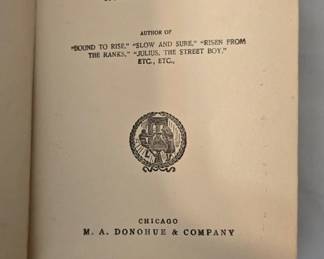 AUTHOR OF
"BOUND TO RISE," "SLOW AND SURE," "RISEN FROM
THE RANKS," "JULIUS, THE STREET BOY,"
ETC., ETC.,
CHICAGO
M. A. DONOHUE & COMPANY